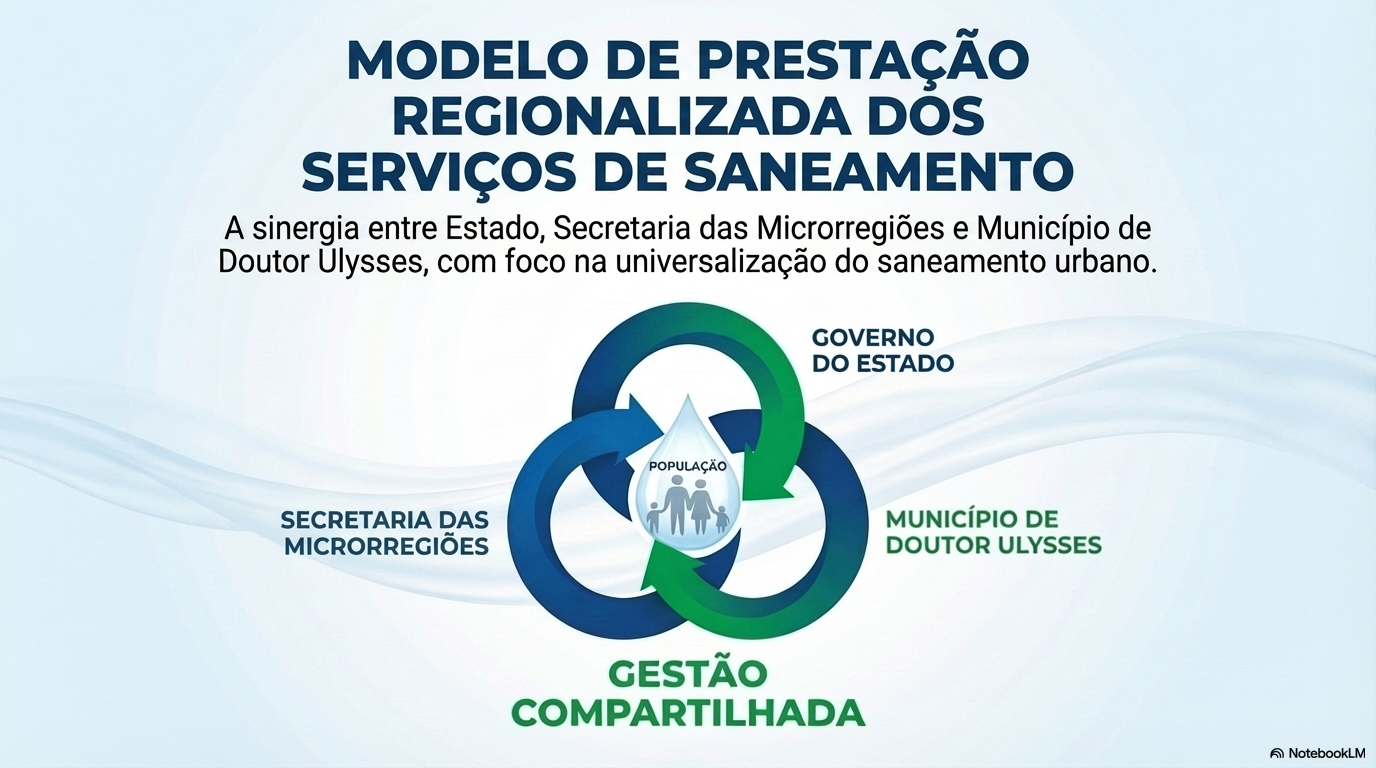 MODELO DE PRESTAÇÃO
REGIONALIZADA DOS
SERVIÇOS DE SANEAMENTO
A sinergia entre Estado, Secretaria das Microrregiões e Município de
Doutor Ulysses, com foco na universalização do saneamento urbano.
GOVERNO
DO ESTADO
POPULAÇÃO
SECRETARIA DAS
MICRORREGIÕES
MUNICÍPIO DE
DOUTOR ULYSSES
GESTÃO
COMPARTILHADA
NotebookLM